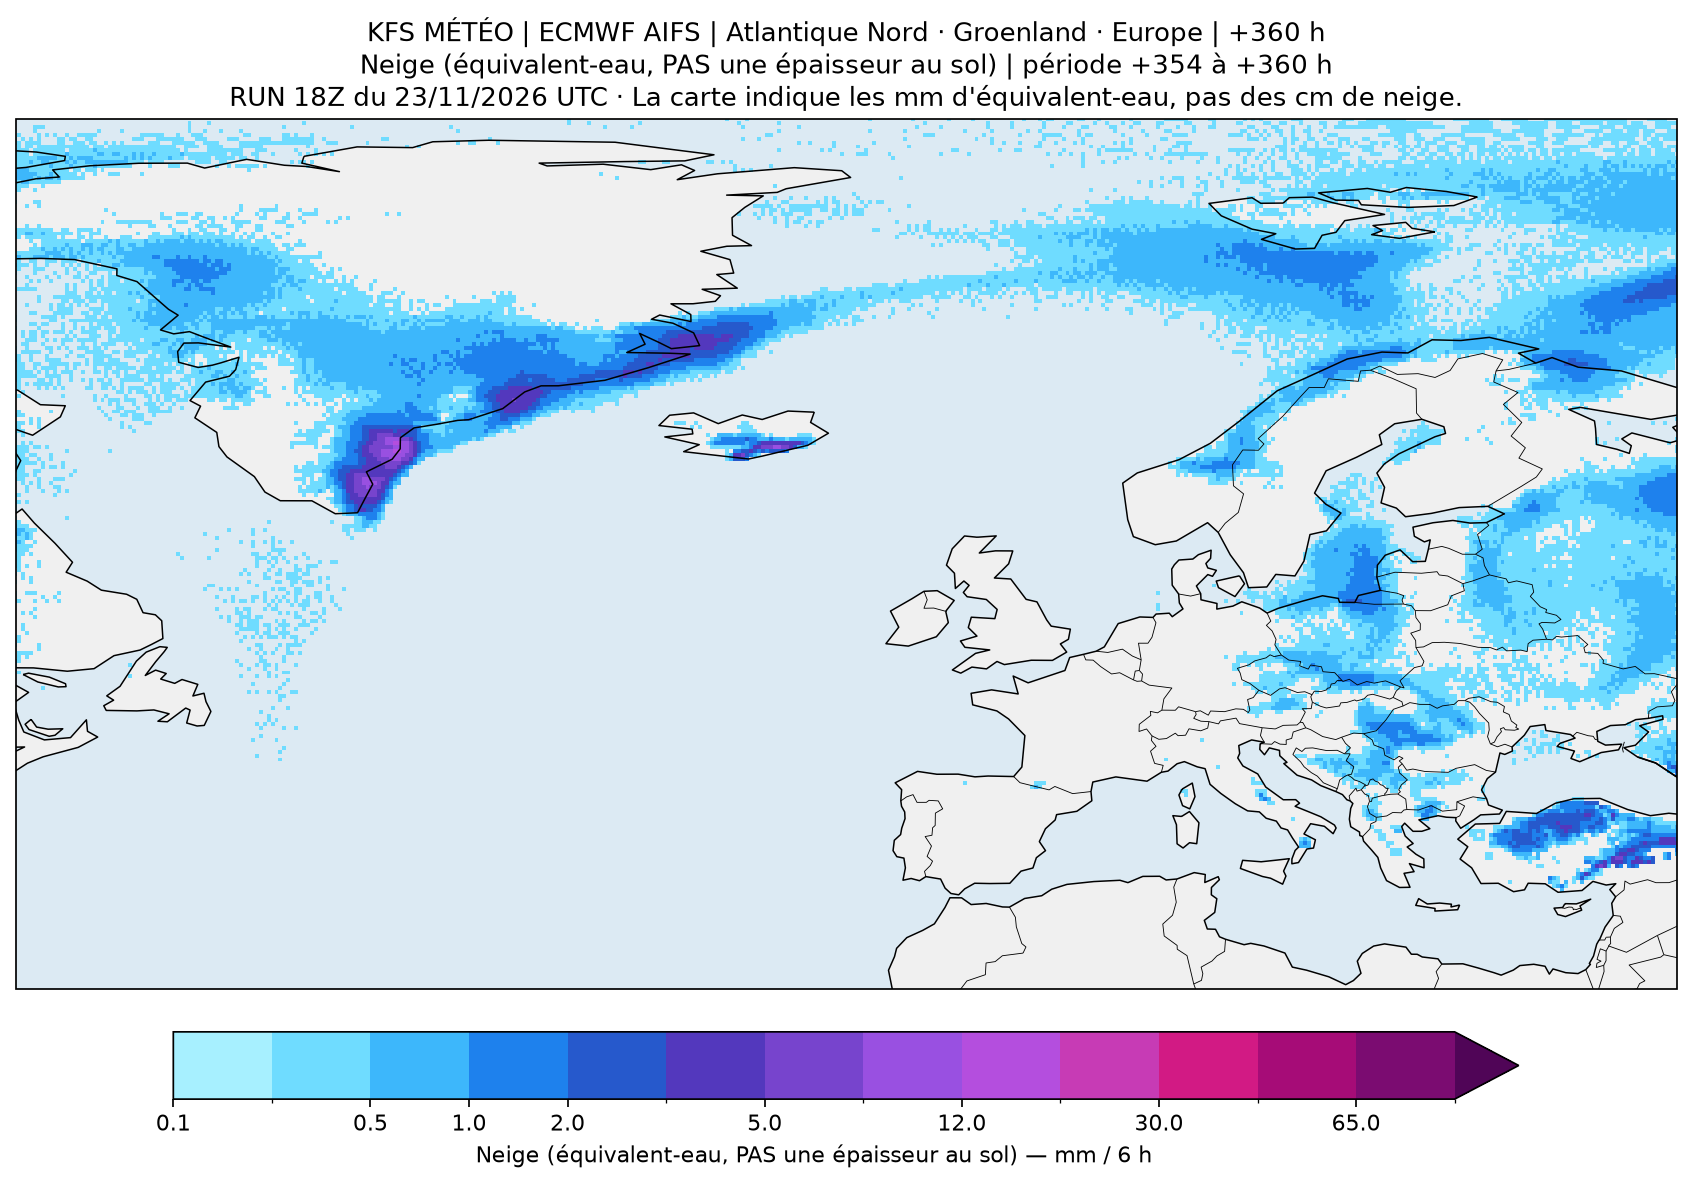 KFS MÉTÉO | ECMWF AIFS | Atlantique Nord · Groenland · Europe | +360 h
Neige (équivalent-eau, PAS une épaisseur au sol) | période +354 à +360 h
RUN 18Z du 23/11/2026 UTC · La carte indique les mm d'équivalent-eau, pas des cm de neige.
0.1 0.5 1.0 2.0 5.0 12.0 30.0 65.0
Neige (équivalent-eau, PAS une épaisseur au sol) — mm / 6 h